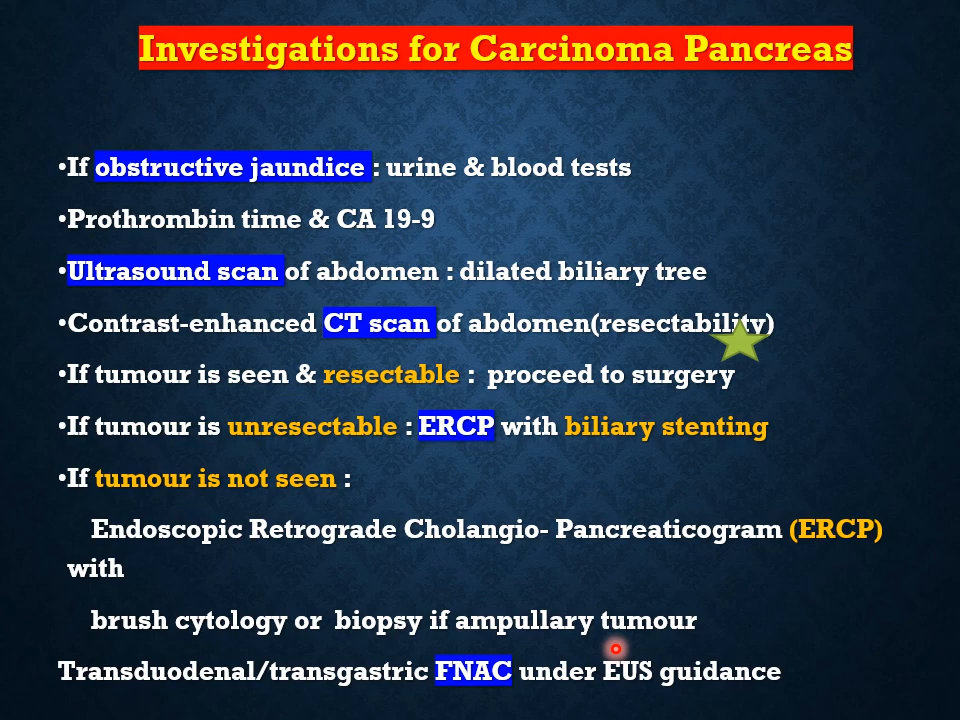 Investigations for Carcinoma Pancreas
•If obstructive jaundice : urine & blood tests
•Prothrombin time & CA 19-9
•Ultrasound scan of abdomen : dilated biliary tree
•Contrast-enhanced CT scan of abdomen(resectability)
•If tumour is seen & resectable :  proceed to surgery
•If tumour is unresectable : ERCP with biliary stenting
•If tumour is not seen :
Endoscopic Retrograde Cholangio- Pancreaticogram (ERCP)
with
brush cytology or  biopsy if ampullary tumour
Transduodenal/transgastric FNAC under EUS guidance